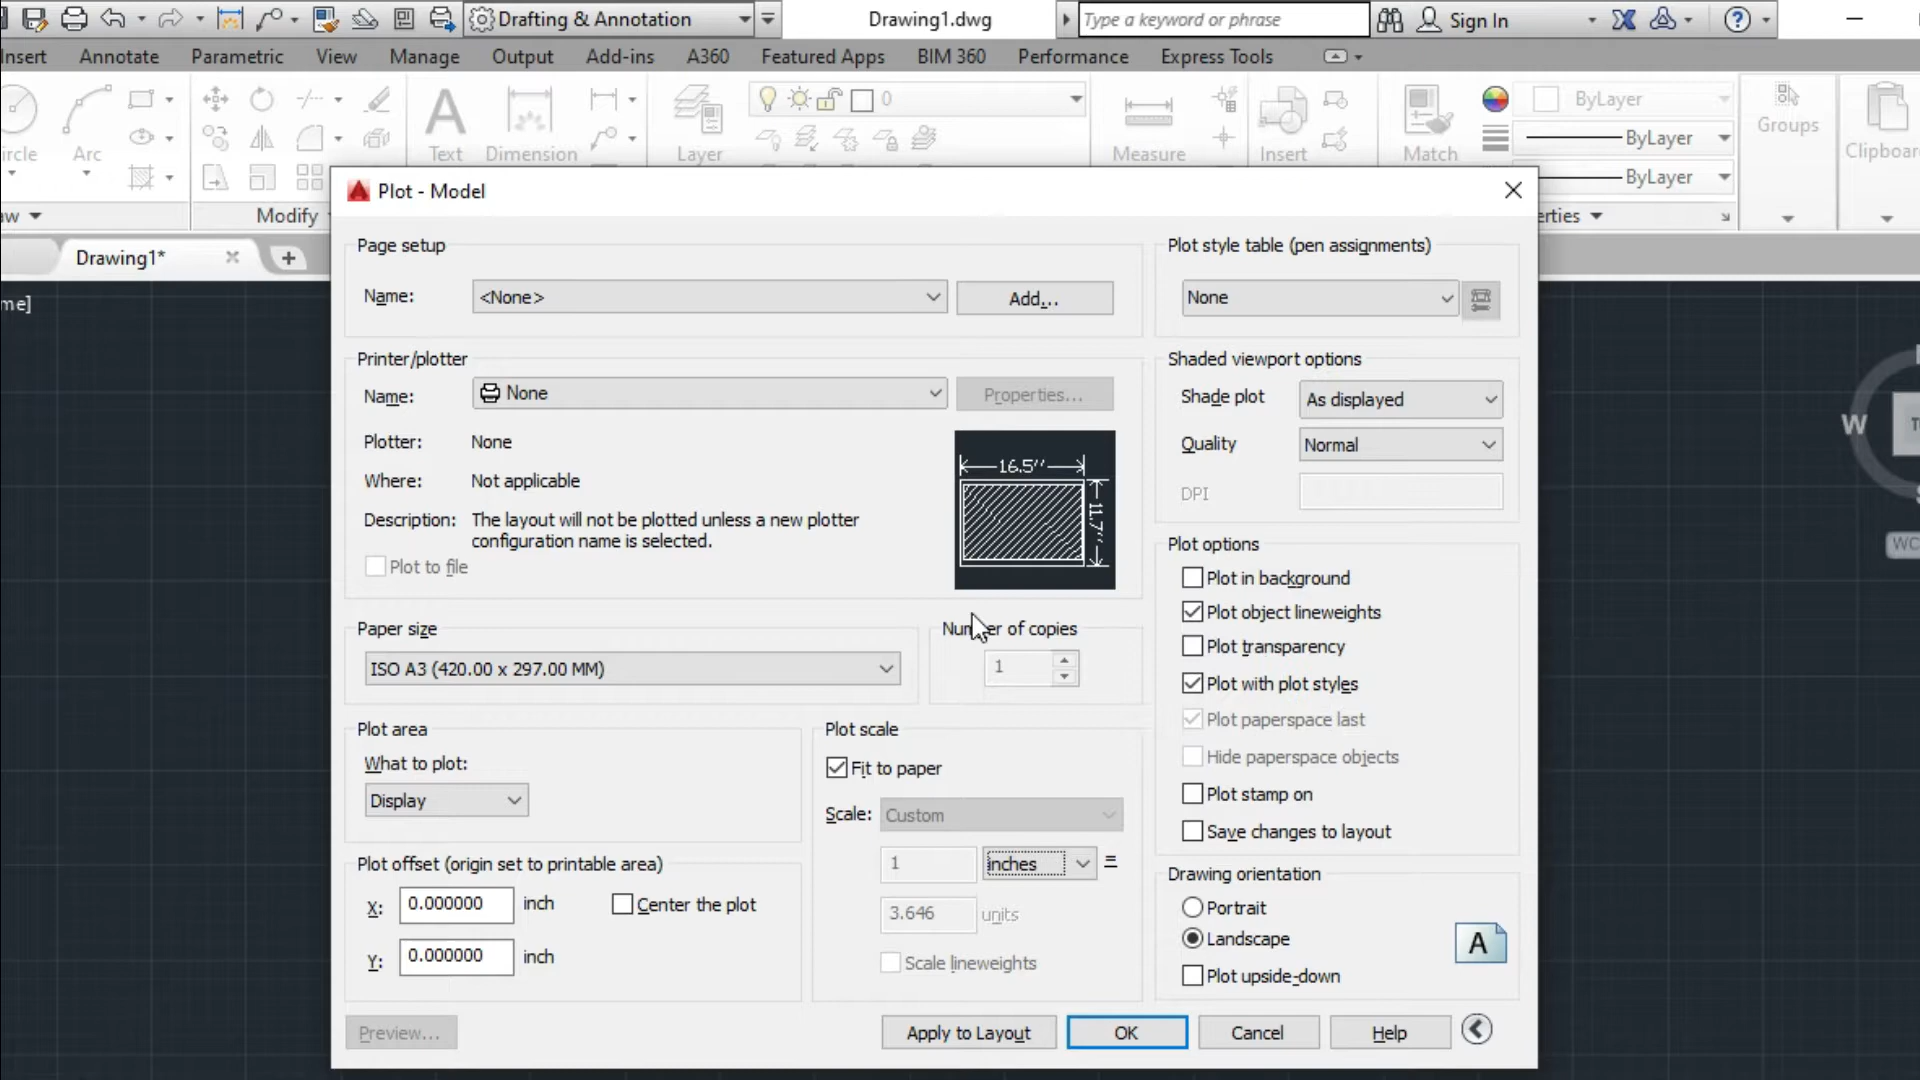 Drafting & Annotation
Drawing1.dwg
Type a keyword or phrase
Sign In
Insert
Annotate
Parametric
View
Manage
Output
Add-ins
A360
Featured Apps
BIM 360
Performance
Express Tools
0
ByLayer
ircle
Arc
Text
Dimension
Layer
Measure
Insert
Match
ByLayer
Groups
Clipboar
ByLayer
aw
Modify
erties
Drawing1*
me]
W
WC
Plot - Model
Page setup
Name:
<None>
Add...
Plot style table (pen assignments)
None
Printer/plotter
Name:
None
Properties...
Plotter:
None
Where:
Not applicable
Description:
The layout will not be plotted unless a new plotter
configuration name is selected.
Plot to file
16.5''
11.7''
Shaded viewport options
Shade plot
As displayed
Quality
Normal
DPI
Paper size
ISO A3 (420.00 x 297.00 MM)
Number of copies
1
Plot area
What to plot:
Display
Plot scale
Fit to paper
Scale:
Custom
1
inches
=
3.646
units
Scale lineweights
Plot offset (origin set to printable area)
X:
0.000000
inch
Center the plot
Y:
0.000000
inch
Plot options
Plot in background
Plot object lineweights
Plot transparency
Plot with plot styles
Plot paperspace last
Hide paperspace objects
Plot stamp on
Save changes to layout
Drawing orientation
Portrait
Landscape
A
Plot upside-down
Preview...
Apply to Layout
OK
Cancel
Help